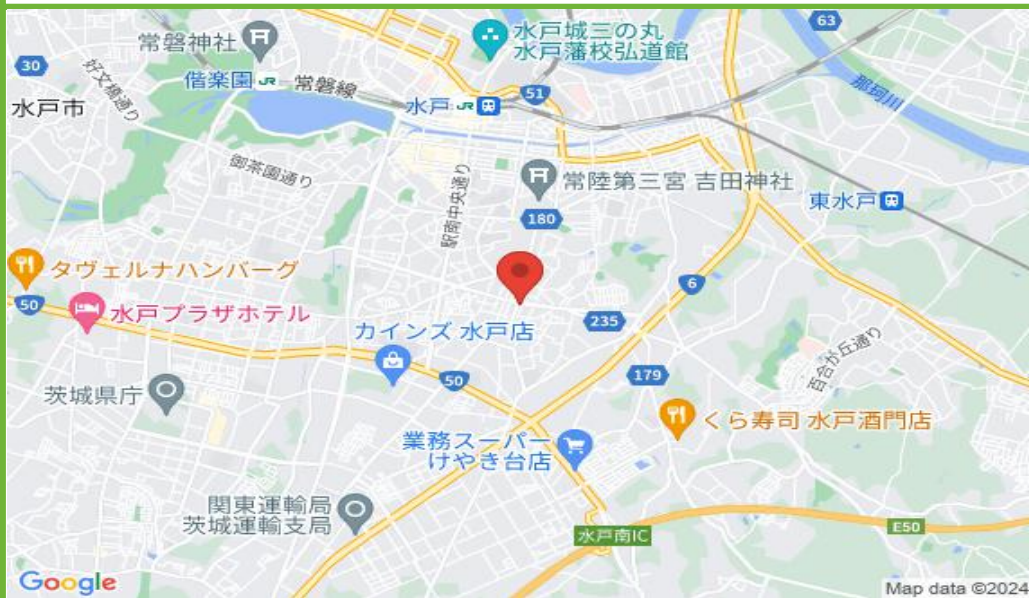 63
水戸城三の丸
水戸藩校弘道館
常磐神社
30
好文橋通り
偕楽園 JR
常磐線
水戸市
水戸 JR
51
那珂川
御茶園通り
駅南中央通り
常陸第三宮 吉田神社
東水戸
180
タヴェルナハンバーグ
50
水戸プラザホテル
6
235
カインズ 水戸店
百合が丘通り
茨城県庁
50
179
くら寿司 水戸酒門店
業務スーパー
けやき台店
関東運輸局
茨城運輸支局
水戸南IC
E50
Google
Map data ©2024